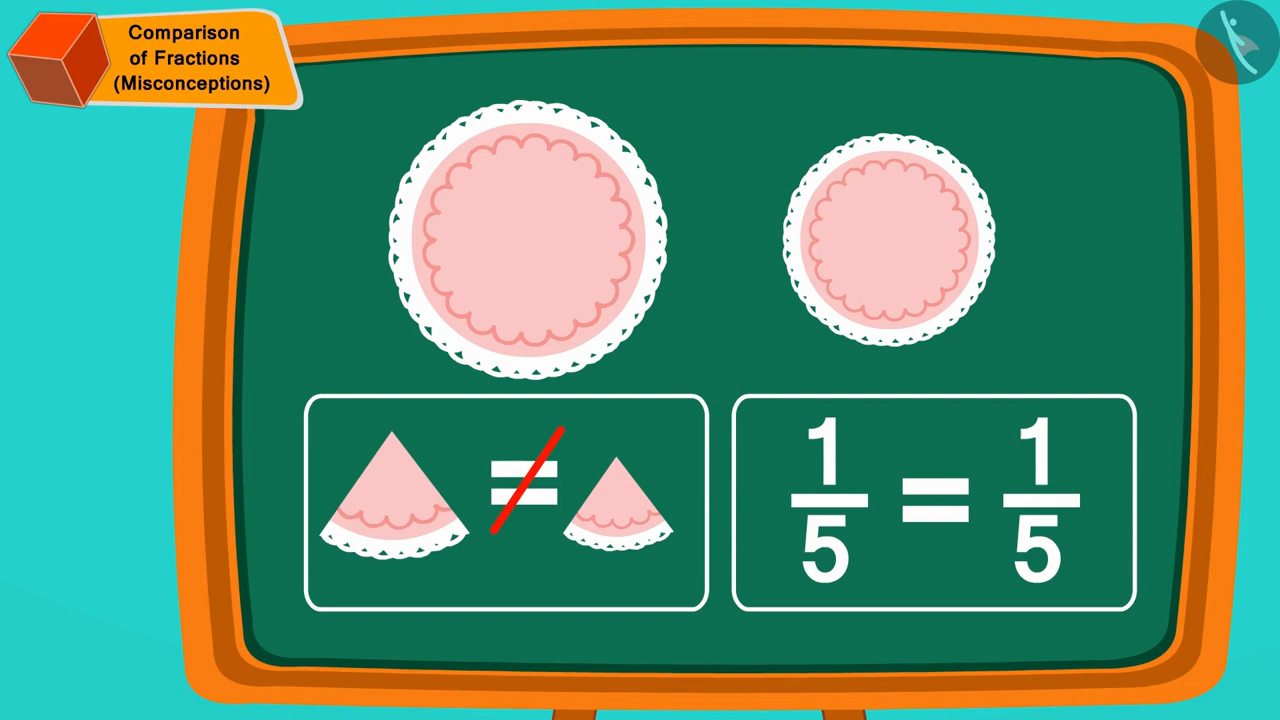 Comparison
of Fractions
(Misconceptions)
=
1/5 = 1/5